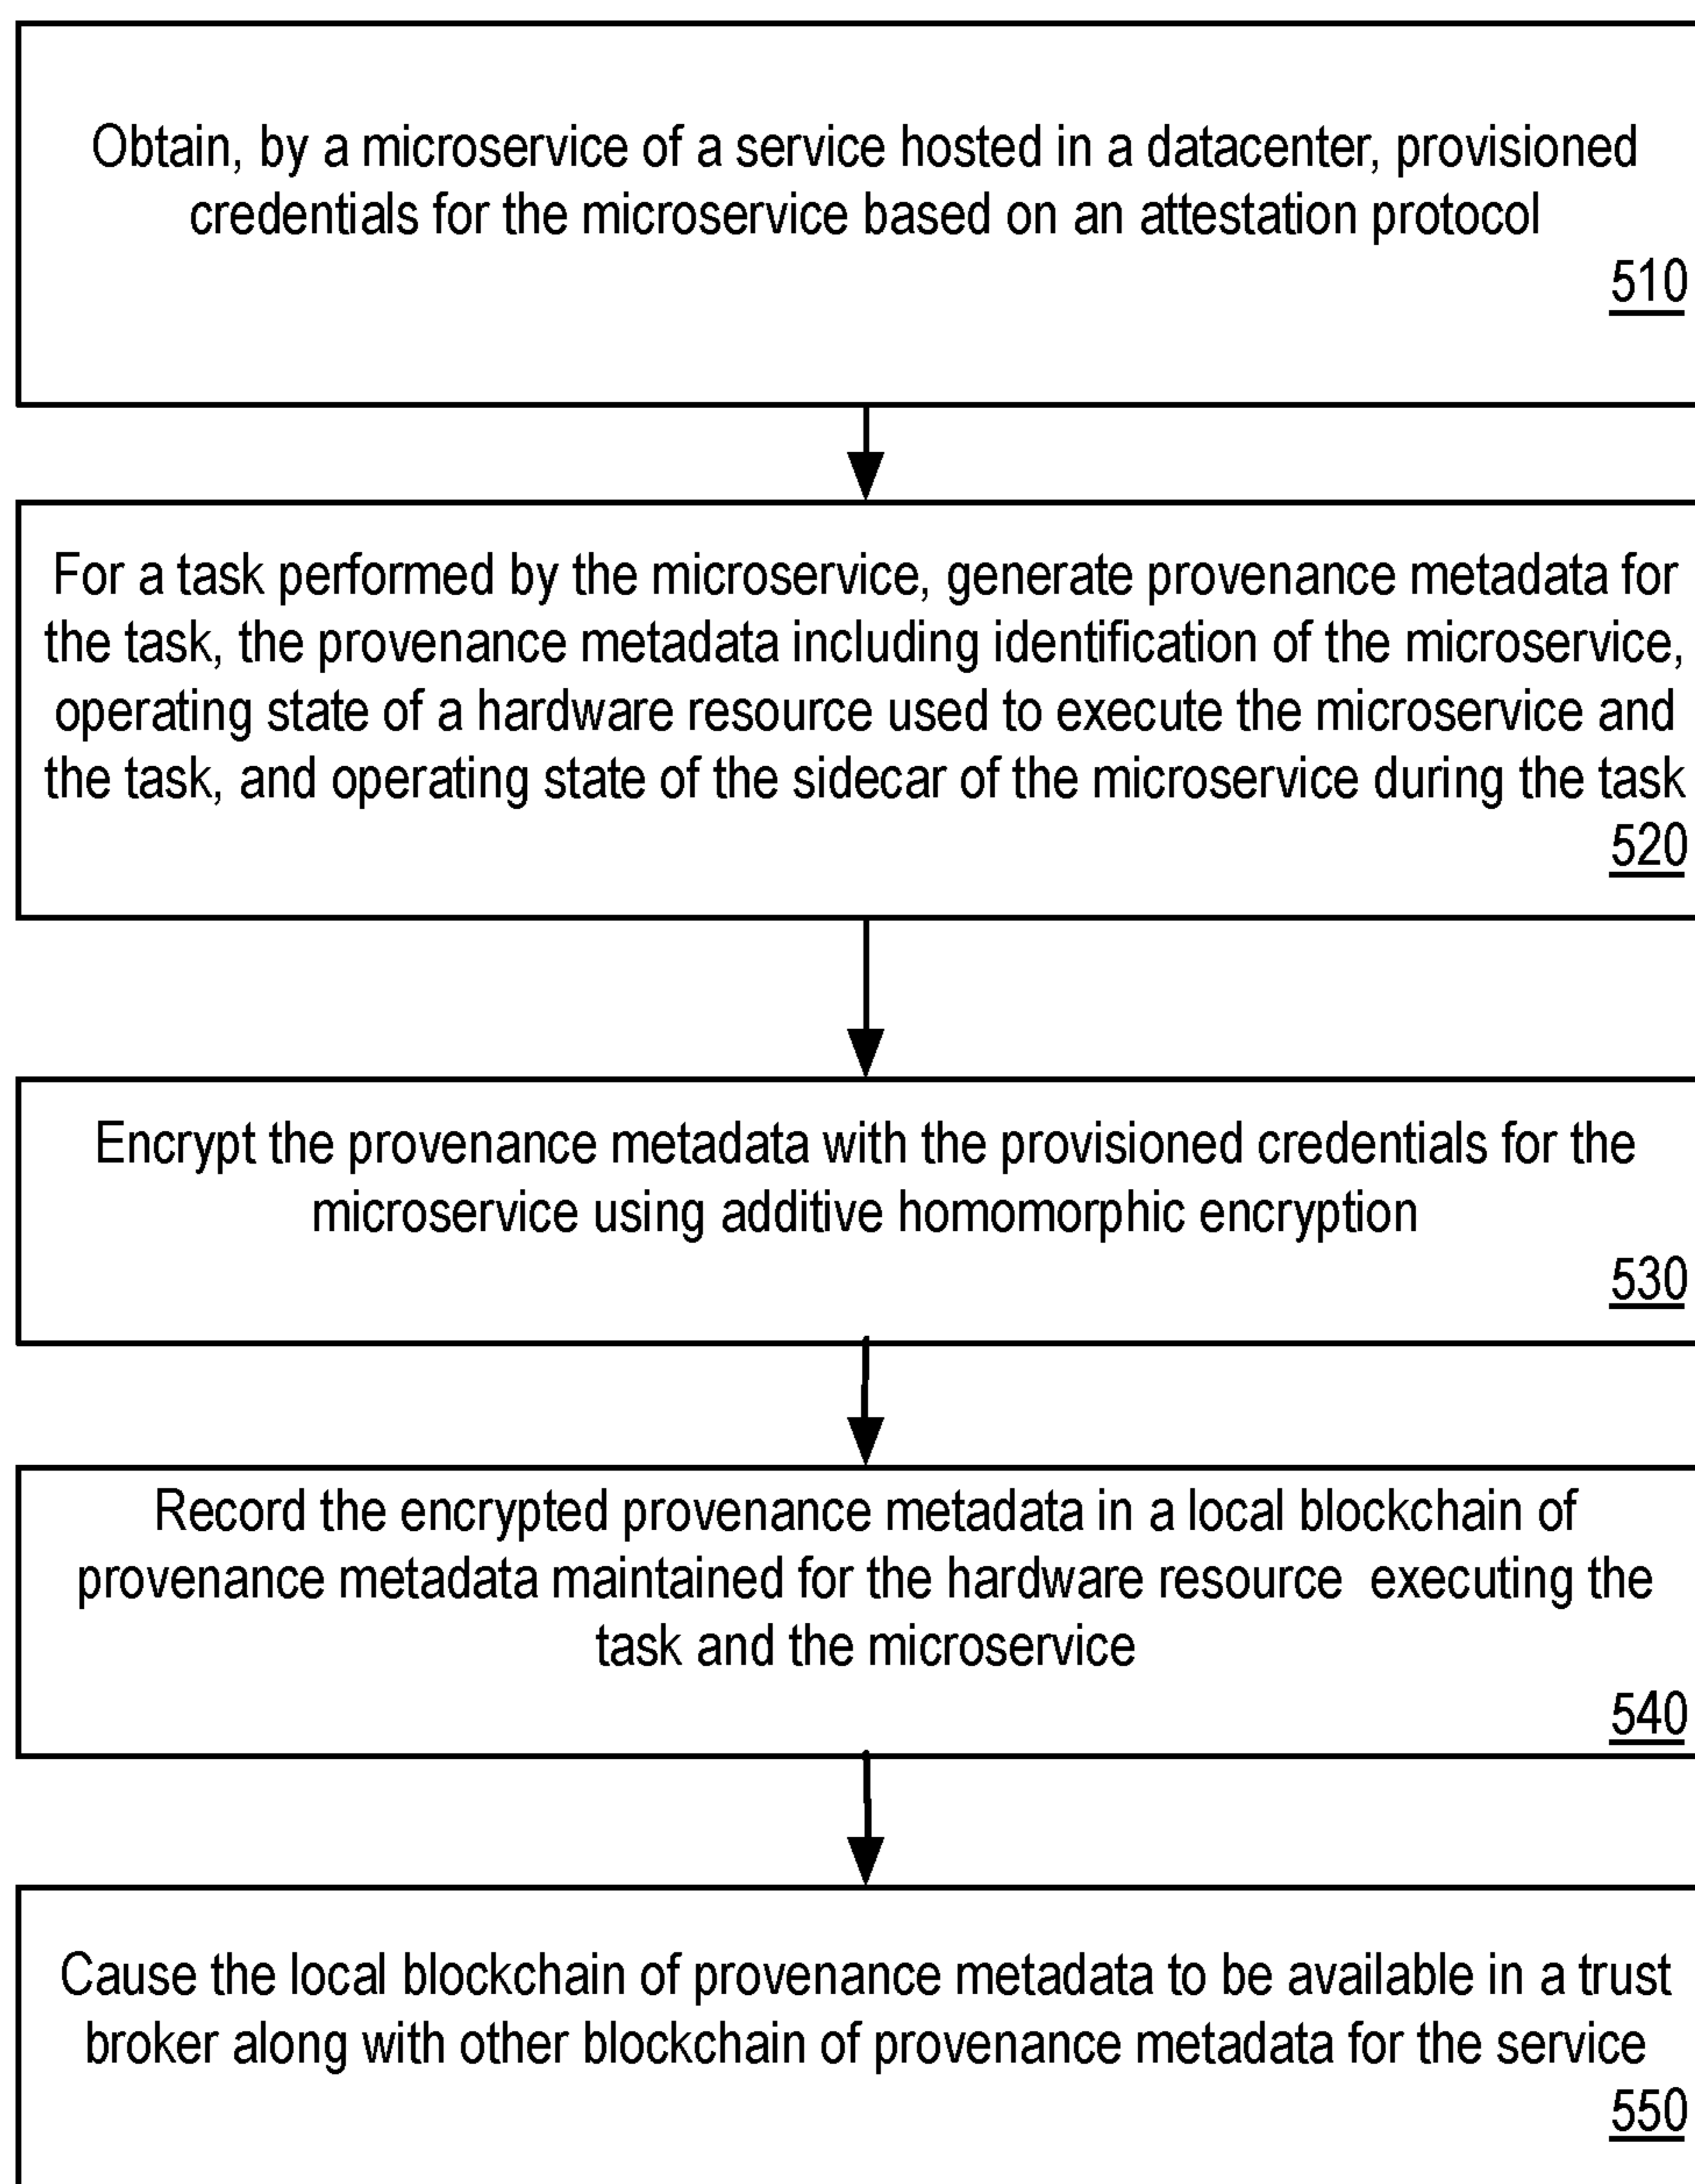 Obtain, by a microservice of a service hosted in a datacenter, provisioned
credentials for the microservice based on an attestation protocol
510
For a task performed by the microservice, generate provenance metadata for
the task, the provenance metadata including identification of the microservice,
operating state of a hardware resource used to execute the microservice and
the task, and operating state of the sidecar of the microservice during the task
520
Encrypt the provenance metadata with the provisioned credentials for the
microservice using additive homomorphic encryption
530
Record the encrypted provenance metadata in a local blockchain of
provenance metadata maintained for the hardware resource executing the
task and the microservice
540
Cause the local blockchain of provenance metadata to be available in a trust
broker along with other blockchain of provenance metadata for the service
550